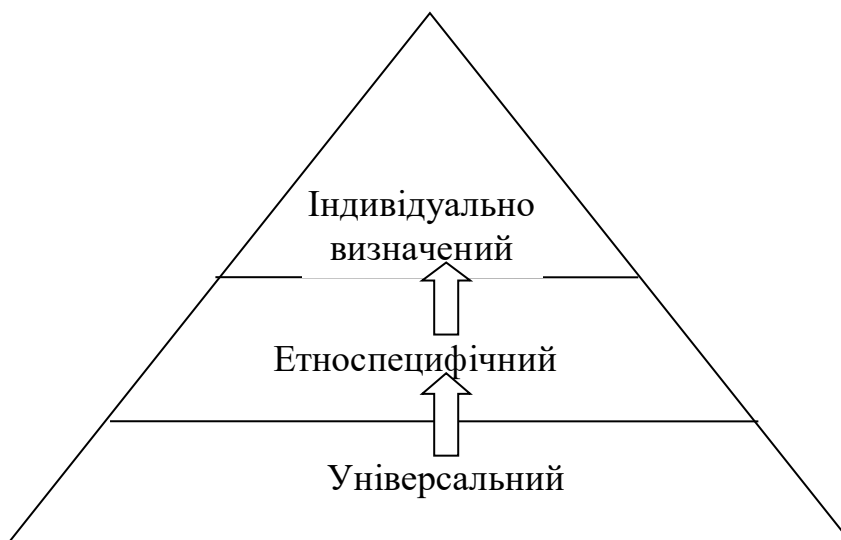 Індивідуально
визначений
Етноспецифічний
Універсальний